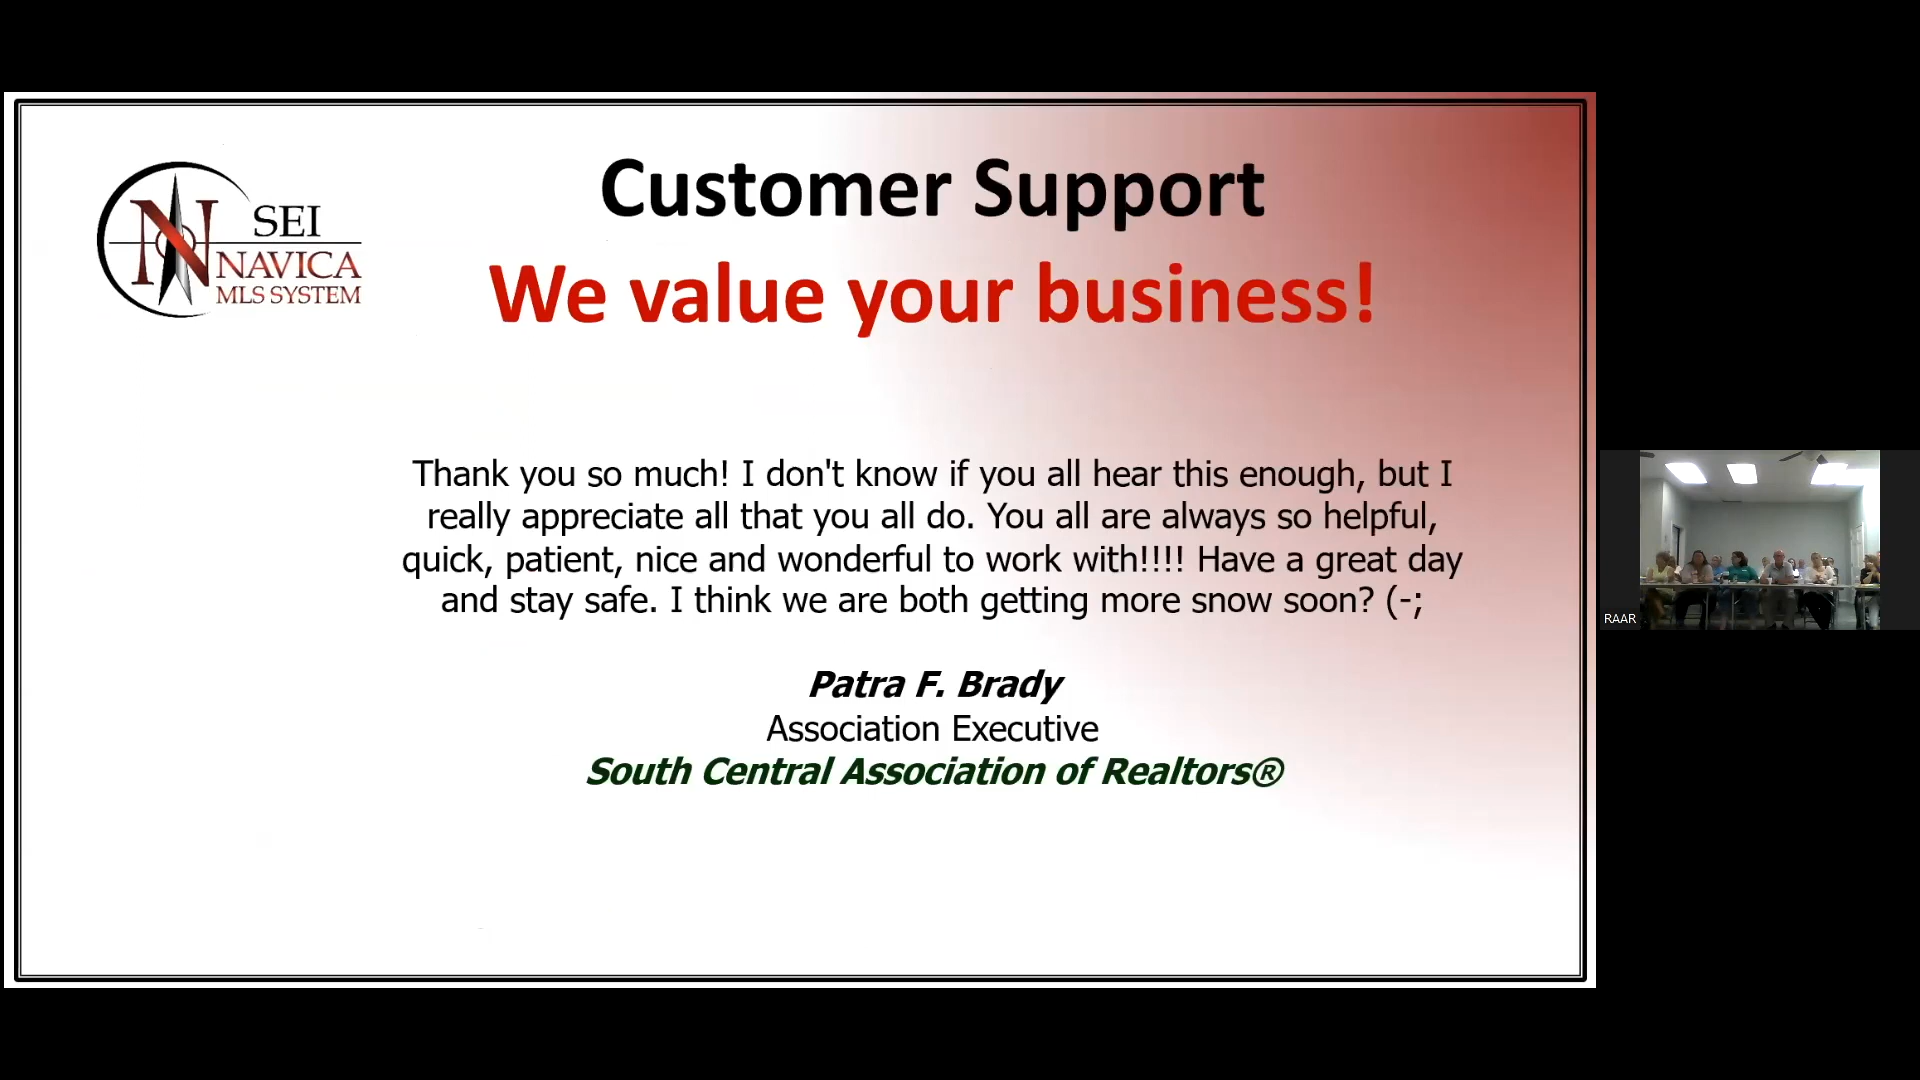 Customer Support
We value your business!
SEI
NAVICA
MLS SYSTEM
Thank you so much! I don't know if you all hear this enough, but I
really appreciate all that you all do. You all are always so helpful,
quick, patient, nice and wonderful to work with!!!! Have a great day
and stay safe. I think we are both getting more snow soon? (-;
Patra F. Brady
Association Executive
South Central Association of Realtors®
RAAR